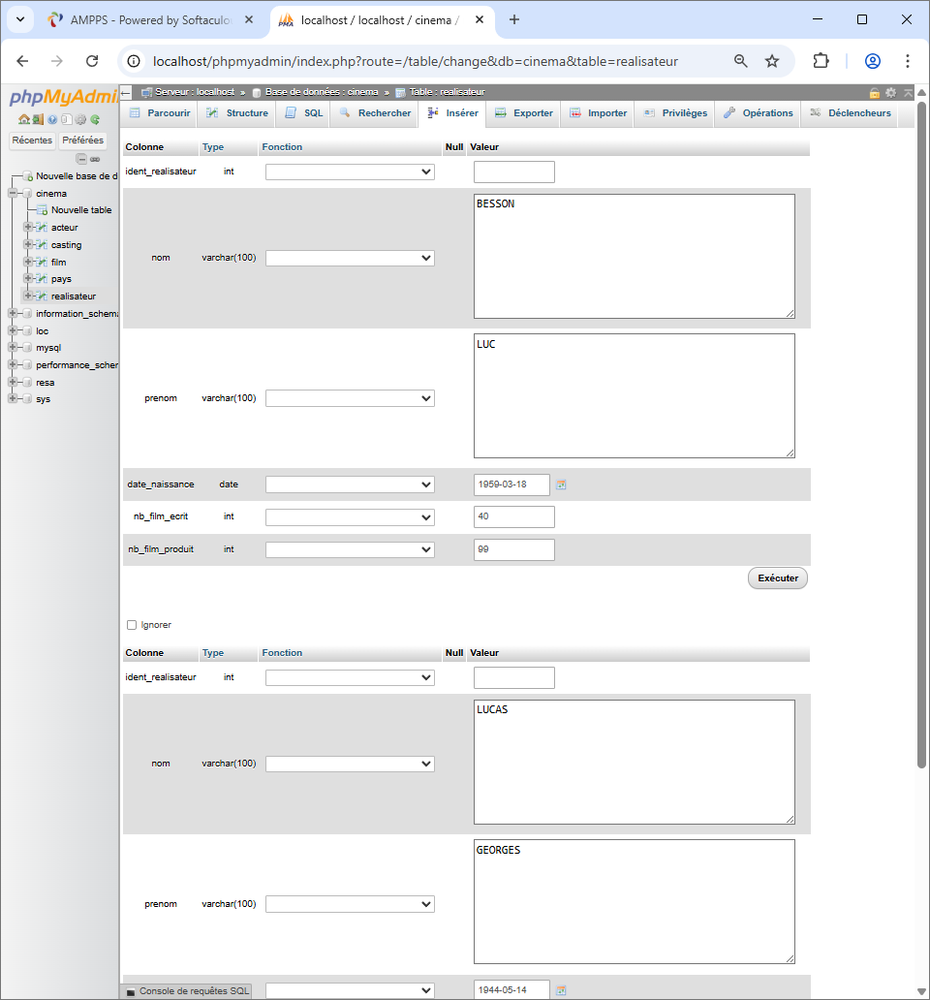 AMPPS - Powered by Softaculo
localhost / localhost / cinema /
localhost/phpmyadmin/index.php?route=/table/change&db=cinema&table=realisateur
phpMyAdmi
Serveur : localhost » Base de données : cinema » Table : realisateur
Parcourir Structure SQL Rechercher Insérer Exporter Importer Privilèges Opérations Déclencheurs
Récentes Préférées
Nouvelle base de d
cinema
Nouvelle table
acteur
casting
film
pays
realisateur
information_schema
loc
mysql
performance_scher
resa
sys
Colonne Type Fonction Null Valeur
ident_realisateur int
nom varchar(100) BESSON
prenom varchar(100) LUC
date_naissance date 1959-03-18
nb_film_ecrit int 40
nb_film_produit int 99
Exécuter
Ignorer
Colonne Type Fonction Null Valeur
ident_realisateur int
nom varchar(100) LUCAS
prenom varchar(100) GEORGES
1944-05-14
Console de requêtes SQL